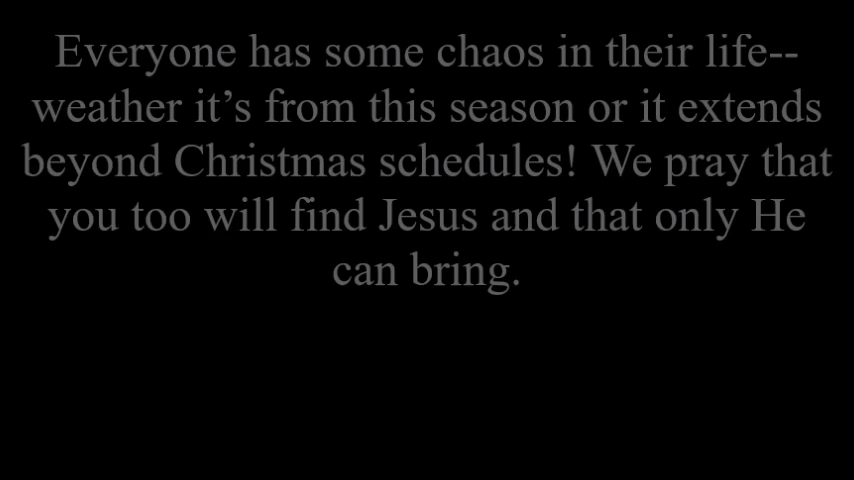 Everyone has some chaos in their life--
weather it’s from this season or it extends
beyond Christmas schedules! We pray that
you too will find Jesus and that only He
can bring.